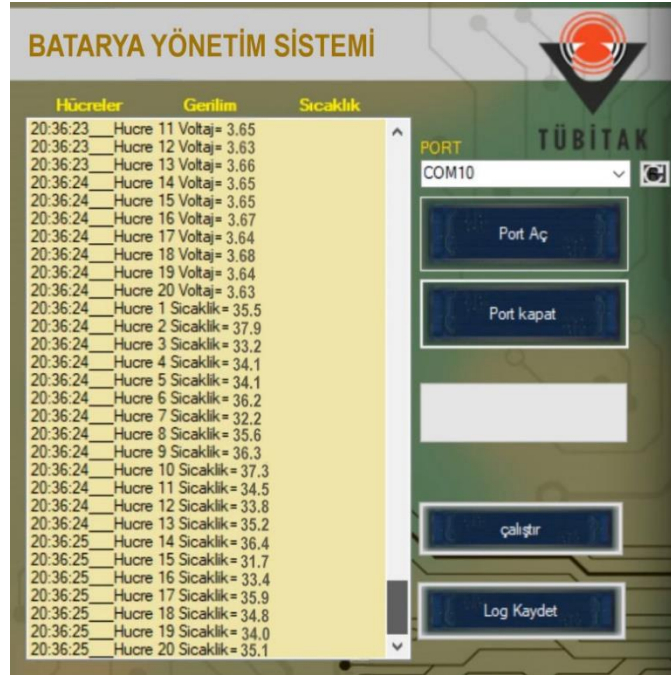 BATARYA YÖNETİM SİSTEMİ
Hücreler Gerilim Sıcaklık
20:36:23___Hucre 11 Voltaj= 3.65
20:36:23___Hucre 12 Voltaj= 3.63
20:36:23___Hucre 13 Voltaj= 3.66
20:36:24___Hucre 14 Voltaj= 3.65
20:36:24___Hucre 15 Voltaj= 3.65
20:36:24___Hucre 16 Voltaj= 3.67
20:36:24___Hucre 17 Voltaj= 3.64
20:36:24___Hucre 18 Voltaj= 3.68
20:36:24___Hucre 19 Voltaj= 3.64
20:36:24___Hucre 20 Voltaj= 3.63
20:36:24___Hucre 1 Sicaklik= 35.5
20:36:24___Hucre 2 Sicaklik= 37.9
20:36:24___Hucre 3 Sicaklik= 33.2
20:36:24___Hucre 4 Sicaklik= 34.1
20:36:24___Hucre 5 Sicaklik= 34.1
20:36:24___Hucre 6 Sicaklik= 36.2
20:36:24___Hucre 7 Sicaklik= 32.2
20:36:24___Hucre 8 Sicaklik= 35.6
20:36:24___Hucre 9 Sicaklik= 36.3
20:36:24___Hucre 10 Sicaklik= 37.3
20:36:24___Hucre 11 Sicaklik= 34.5
20:36:24___Hucre 12 Sicaklik= 33.8
20:36:24___Hucre 13 Sicaklik= 35.2
20:36:25___Hucre 14 Sicaklik= 36.4
20:36:25___Hucre 15 Sicaklik= 31.7
20:36:25___Hucre 16 Sicaklik= 33.4
20:36:25___Hucre 17 Sicaklik= 35.9
20:36:25___Hucre 18 Sicaklik= 34.8
20:36:25___Hucre 19 Sicaklik= 34.0
20:36:25___Hucre 20 Sicaklik= 35.1
TÜBİTAK
PORT
COM10
Port Aç
Port kapat
çalıştır
Log Kaydet